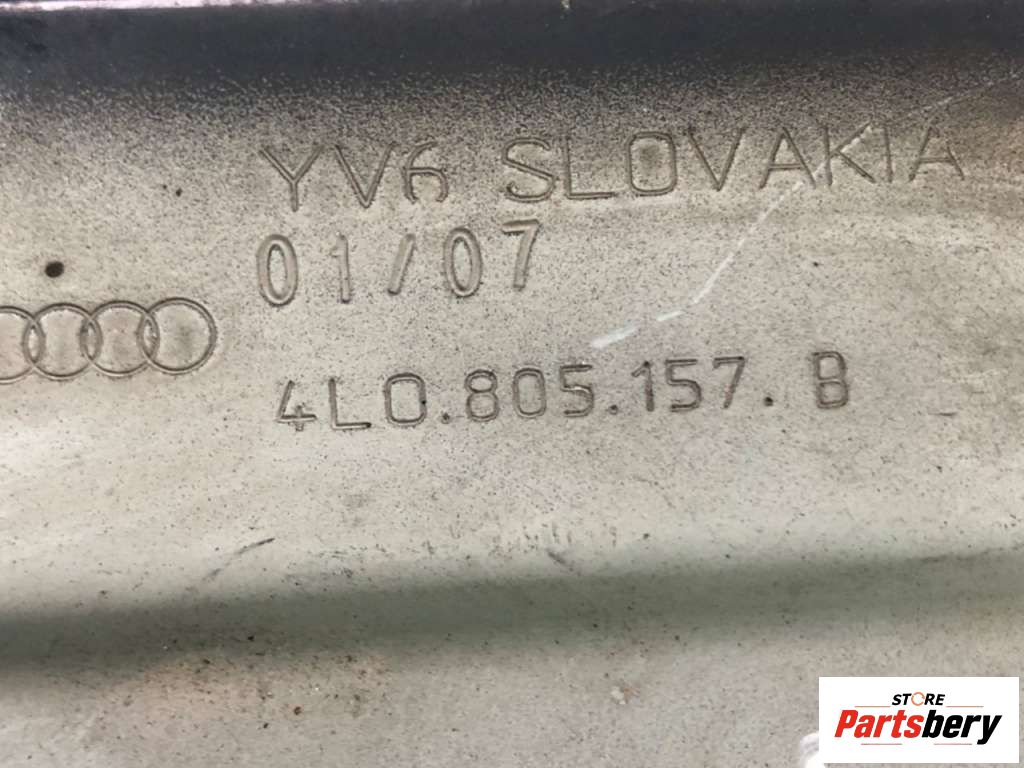 YV6 SLOVAKIA
01/07
4L0.805.157. B
STORE
Partsbery